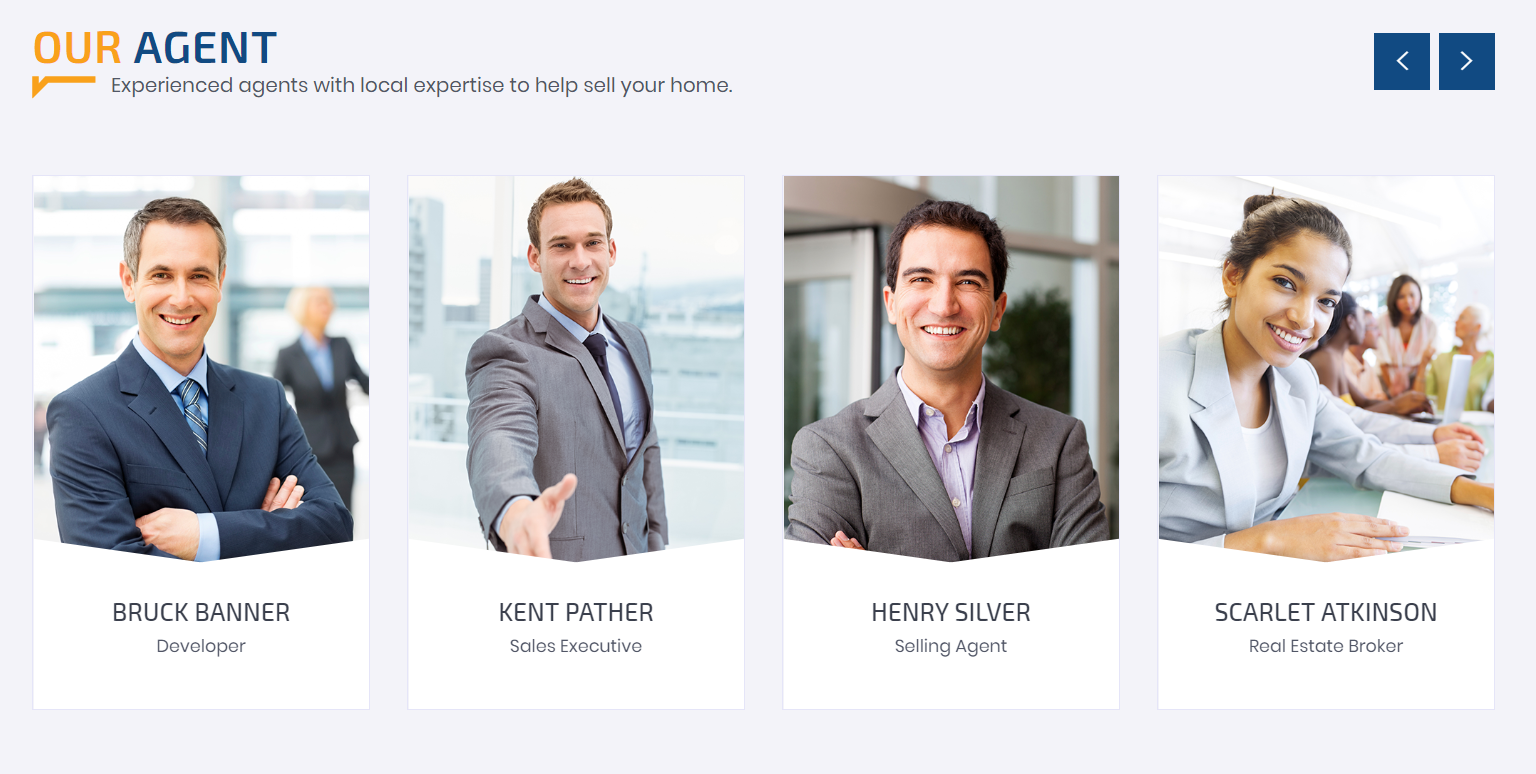 OUR AGENT
Experienced agents with local expertise to help sell your home.
BRUCK BANNER
Developer
KENT PATHER
Sales Executive
HENRY SILVER
Selling Agent
SCARLET ATKINSON
Real Estate Broker